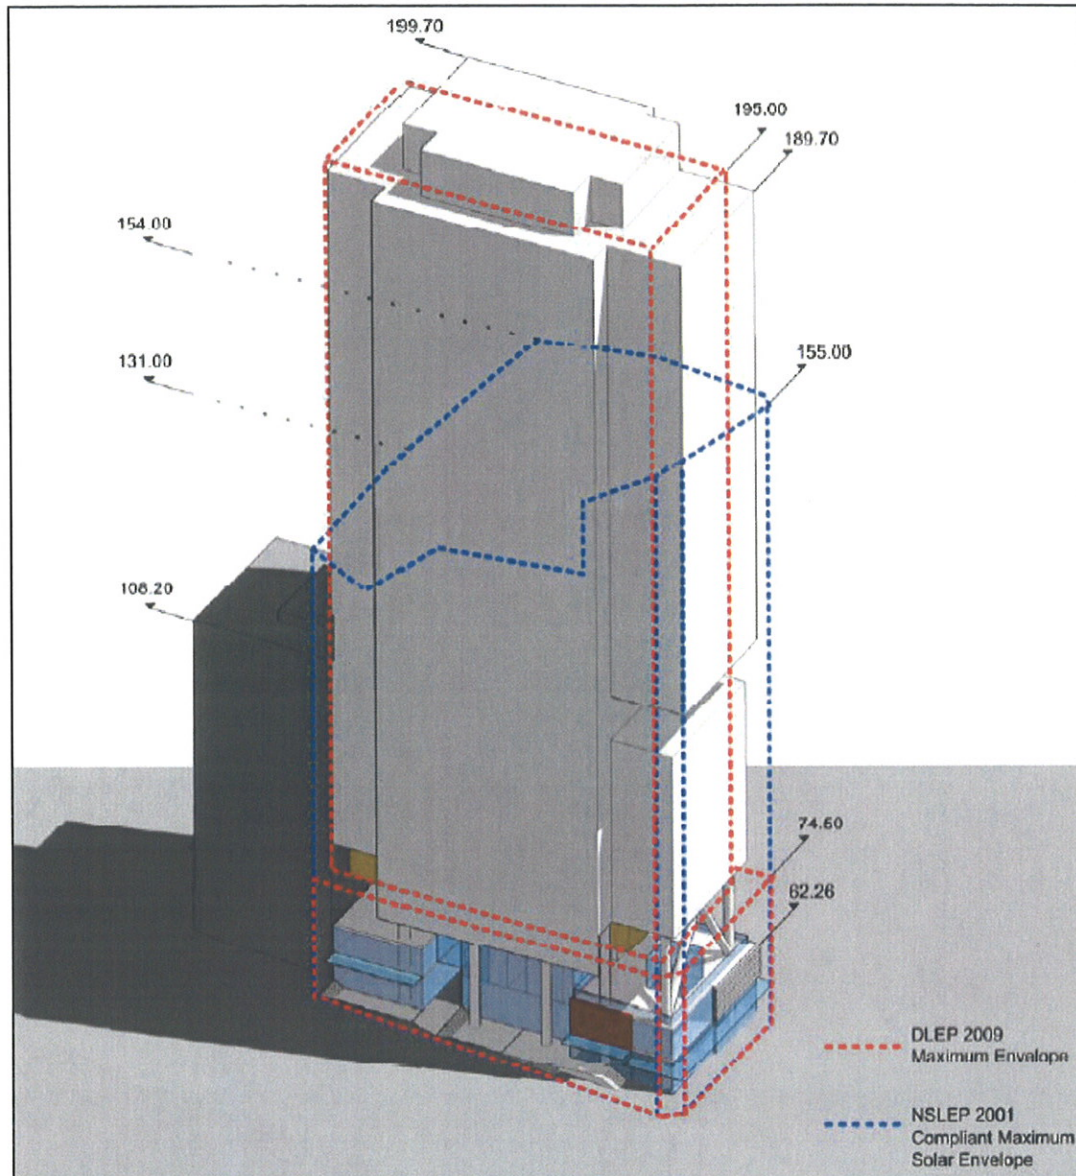 199.70
195.00
189.70
154.00
155.00
131.00
106.20
74.60
62.26
DLEP 2009
Maximum Envelope
NSLEP 2001
Compliant Maximum
Solar Envelope